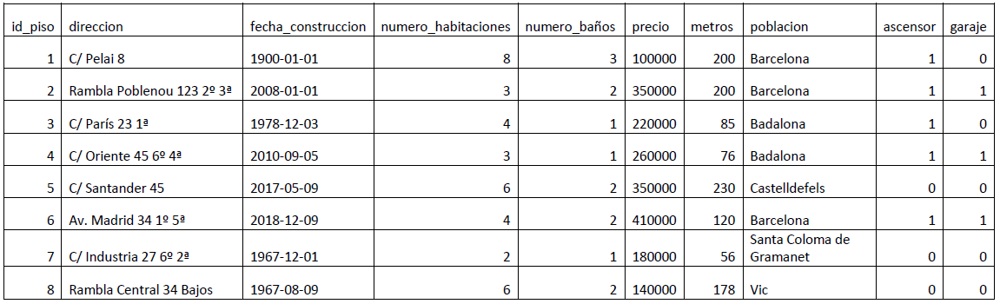 id_piso direccion fecha_construccion numero_habitaciones numero_baños precio metros poblacion ascensor garaje
1 C/ Pelai 8 1900-01-01 8 3 100000 200 Barcelona 1 0
2 Rambla Poblenou 123 2º 3ª 2008-01-01 3 2 350000 200 Barcelona 1 1
3 C/ París 23 1ª 1978-12-03 4 1 220000 85 Badalona 1 0
4 C/ Oriente 45 6º 4ª 2010-09-05 3 1 260000 76 Badalona 1 1
5 C/ Santander 45 2017-05-09 6 2 350000 230 Castelldefels 0 0
6 Av. Madrid 34 1º 5ª 2018-12-09 4 2 410000 120 Barcelona 1 1
Santa Coloma de
7 C/ Industria 27 6º 2ª 1967-12-01 2 1 180000 56 Gramanet 0 0
8 Rambla Central 34 Bajos 1967-08-09 6 2 140000 178 Vic 0 0